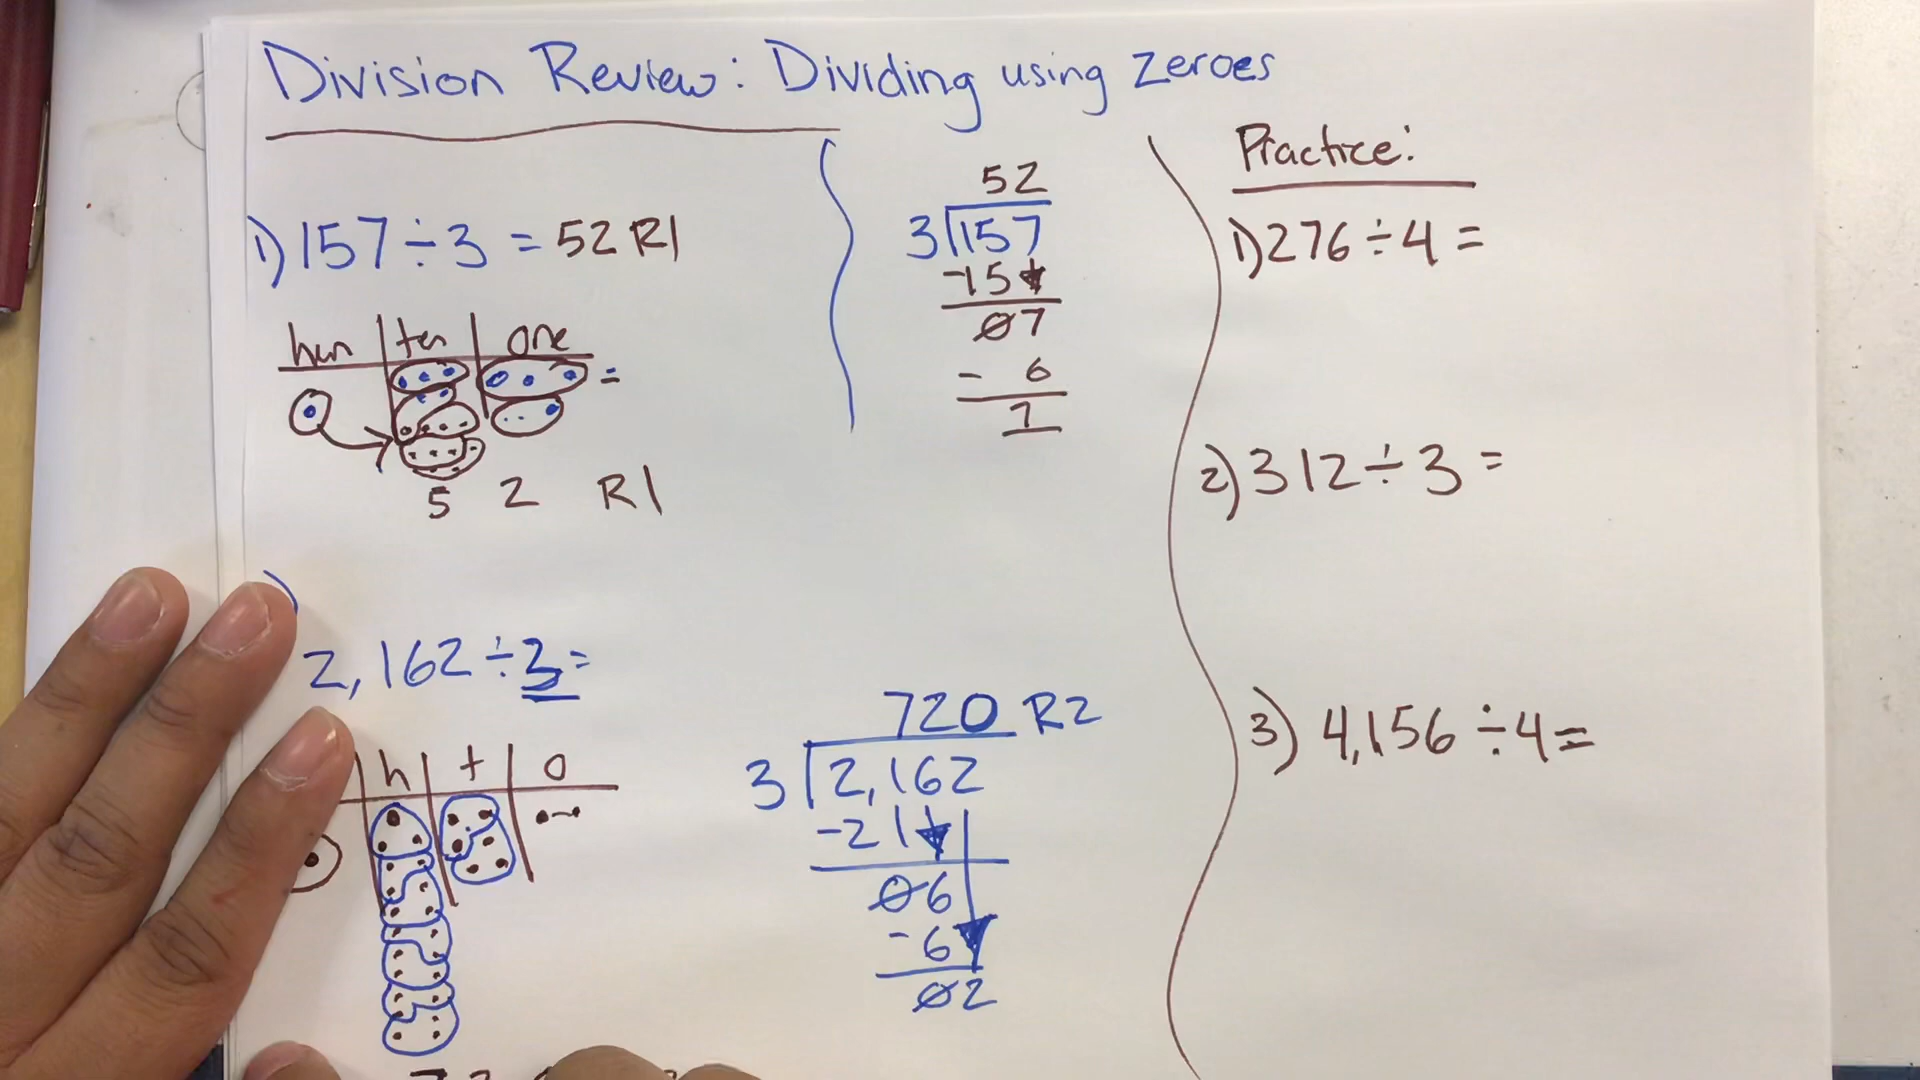 Division Review: Dividing using zeroes
1) 157 ÷ 3 = 52 R1
hun ten one
=
5 2 R1
52
3 157
-15
07
- 6
1
2,162 ÷ 3 =
h t o
720 R2
3 2,162
-21
06
-6
02
Practice:
1) 276 ÷ 4 =
2) 312 ÷ 3 =
3) 4,156 ÷ 4 =